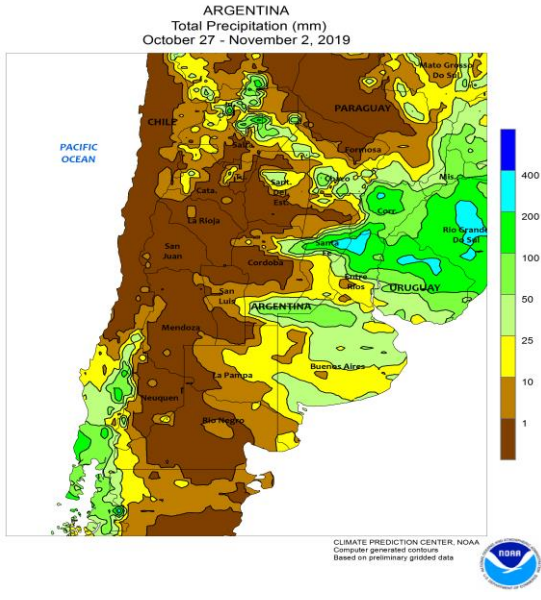 ARGENTINA
Total Precipitation (mm)
October 27 - November 2, 2019
Mato Grosso
Do Sul
PARAGUAY
CHILE
PACIFIC
OCEAN
Salta
Formosa
Chaco
Mis.
Sant.
Del
Est.
Cata.
Corr.
La Rioja
Rio Grande
Do Sul
Santa
Fe
San
Juan
Cordoba
Entre
Rios
URUGUAY
San
Luis
ARGENTINA
Mendoza
Buenos Aires
La Pampa
Neuquen
Rio Negro
400
200
100
50
25
10
1
CLIMATE PREDICTION CENTER, NOAA
Computer generated contours
Based on preliminary gridded data
NOAA